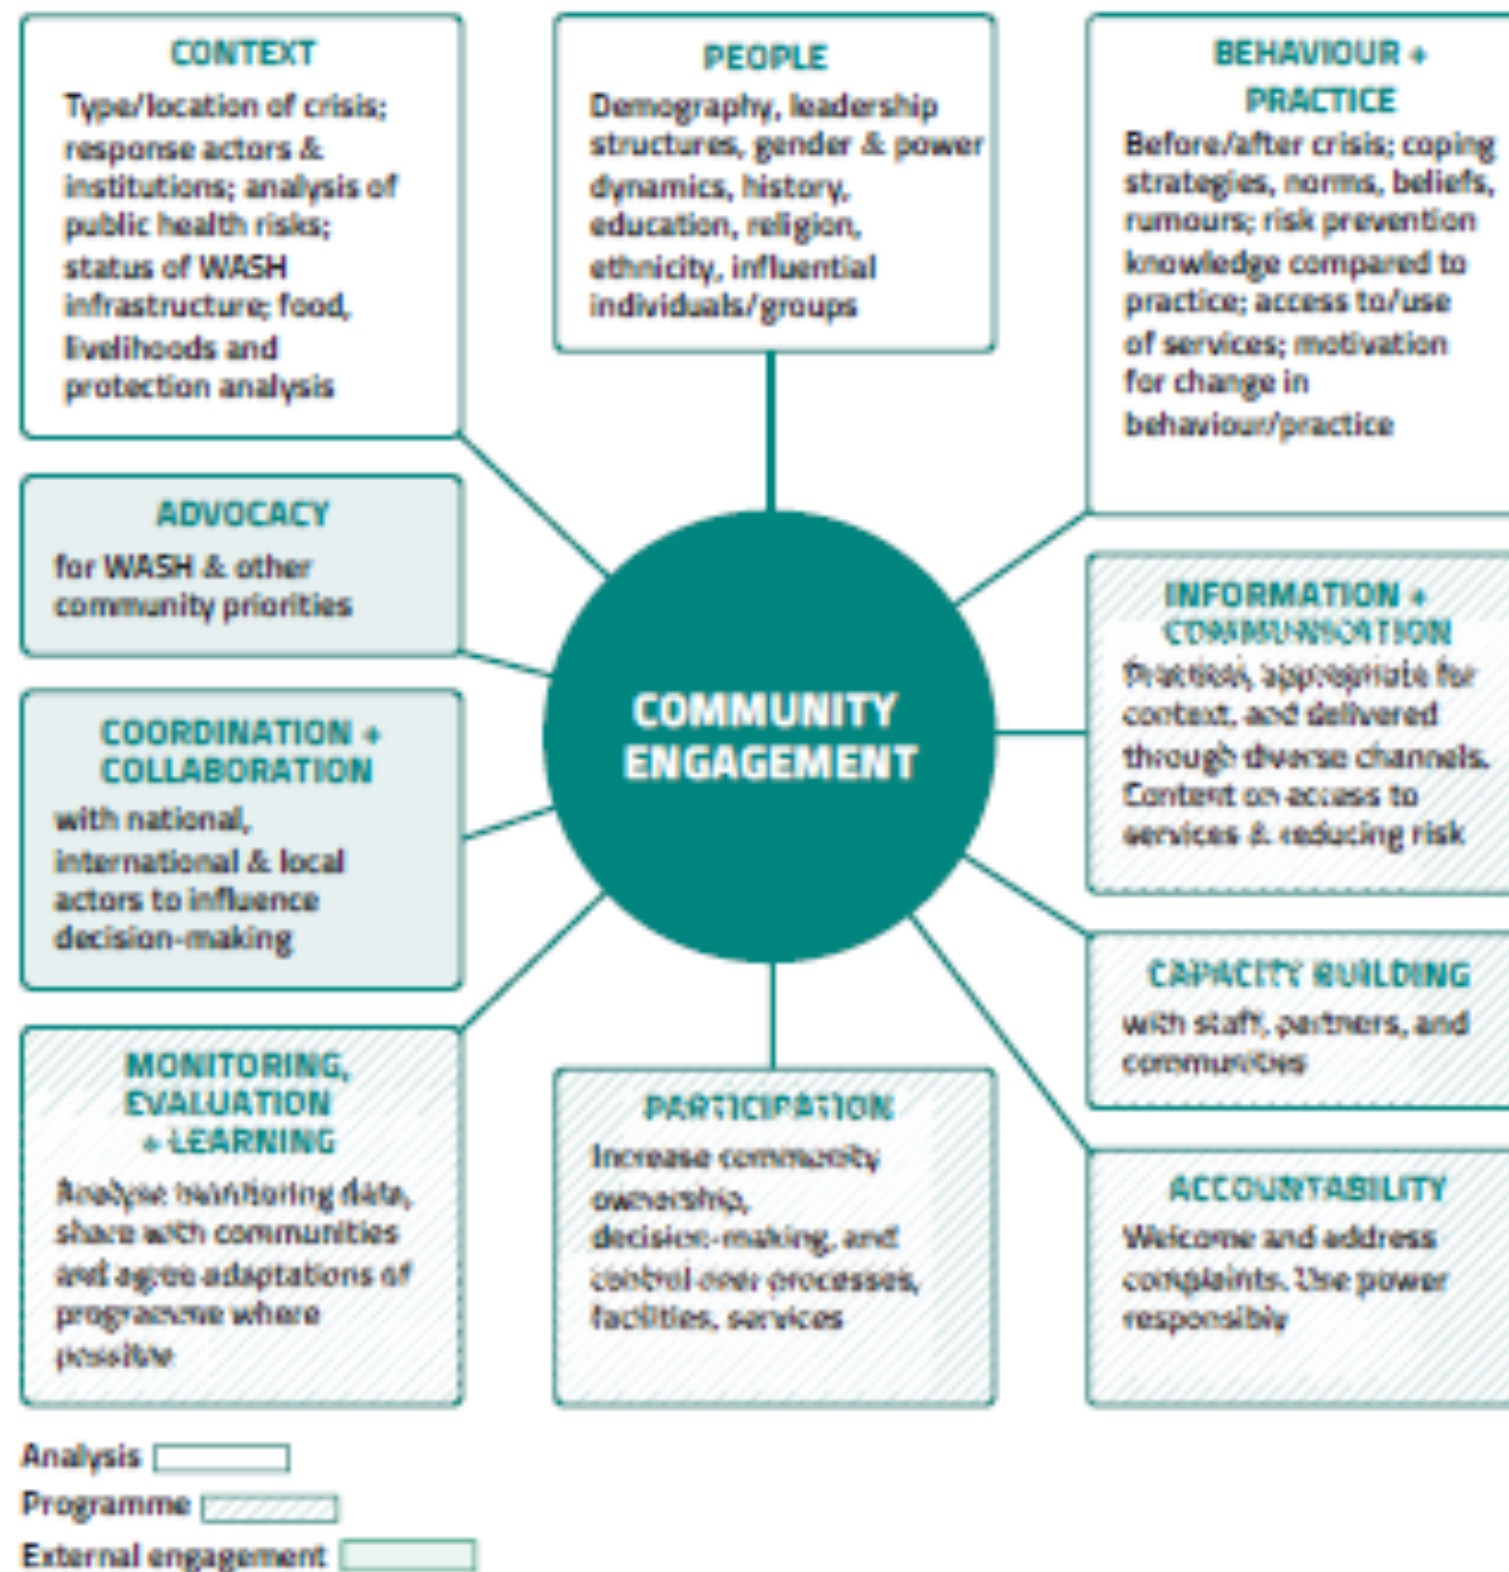 CONTEXT
Type/location of crisis;
response actors &
institutions; analysis of
public health risks;
status of WASH
infrastructure; food,
livelihoods and
protection analysis
PEOPLE
Demography, leadership
structures, gender & power
dynamics, history,
education, religion,
ethnicity, influential
individuals/groups
BEHAVIOUR +
PRACTICE
Before/after crisis; coping
strategies, norms, beliefs,
rumours; risk prevention
knowledge compared to
practice; access to/use
of services; motivation
for change in
behaviour/practice
ADVOCACY
for WASH & other
community priorities
COMMUNITY
ENGAGEMENT
INFORMATION +
COMMUNICATION
Practical, appropriate for
context, and delivered
through diverse channels.
Content on access to
services & reducing risk
COORDINATION +
COLLABORATION
with national,
international & local
actors to influence
decision-making
CAPACITY BUILDING
with staff, partners, and
communities
MONITORING,
EVALUATION
+ LEARNING
Analyse monitoring data,
share with communities
and agree adaptations of
programme where
possible
PARTICIPATION
Increase community
ownership,
decision-making, and
control over processes,
facilities, services
ACCOUNTABILITY
Welcome and address
complaints. Use power
responsibly
Analysis
Programme
External engagement